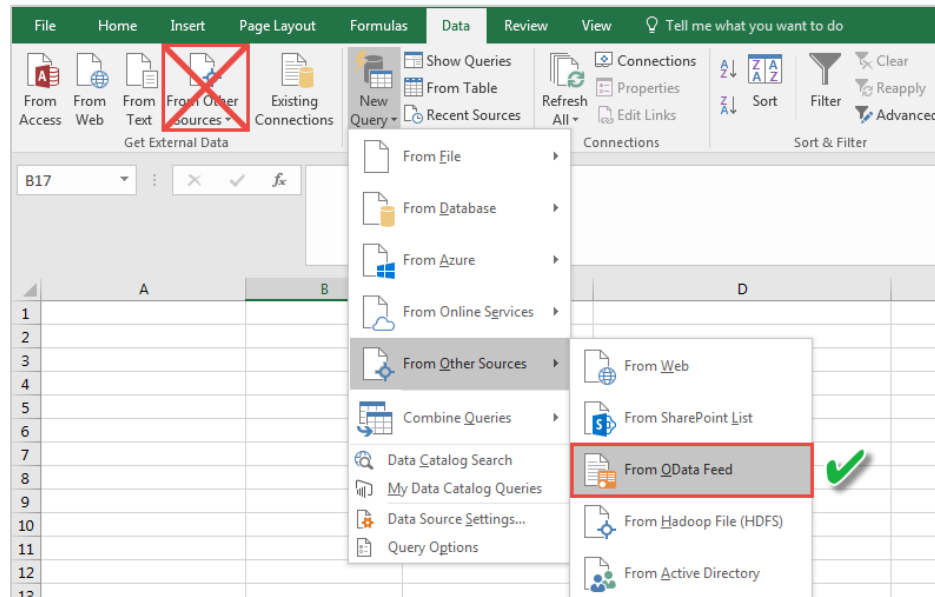 File Home Insert Page Layout Formulas Data Review View Tell me what you want to do
From Access
From Web
From Text
From Other Sources
Existing Connections
Get External Data
New Query
Show Queries
From Table
Recent Sources
Refresh All
Connections
Properties
Edit Links
Connections
Sort
Filter
Clear
Reapply
Advanced
Sort & Filter
B17
fx
From File
From Database
From Azure
From Online Services
From Other Sources
Combine Queries
Data Catalog Search
My Data Catalog Queries
Data Source Settings...
Query Options
From Web
From SharePoint List
From OData Feed
From Hadoop File (HDFS)
From Active Directory
A B D
1
2
3
4
5
6
7
8
9
10
11
12
13